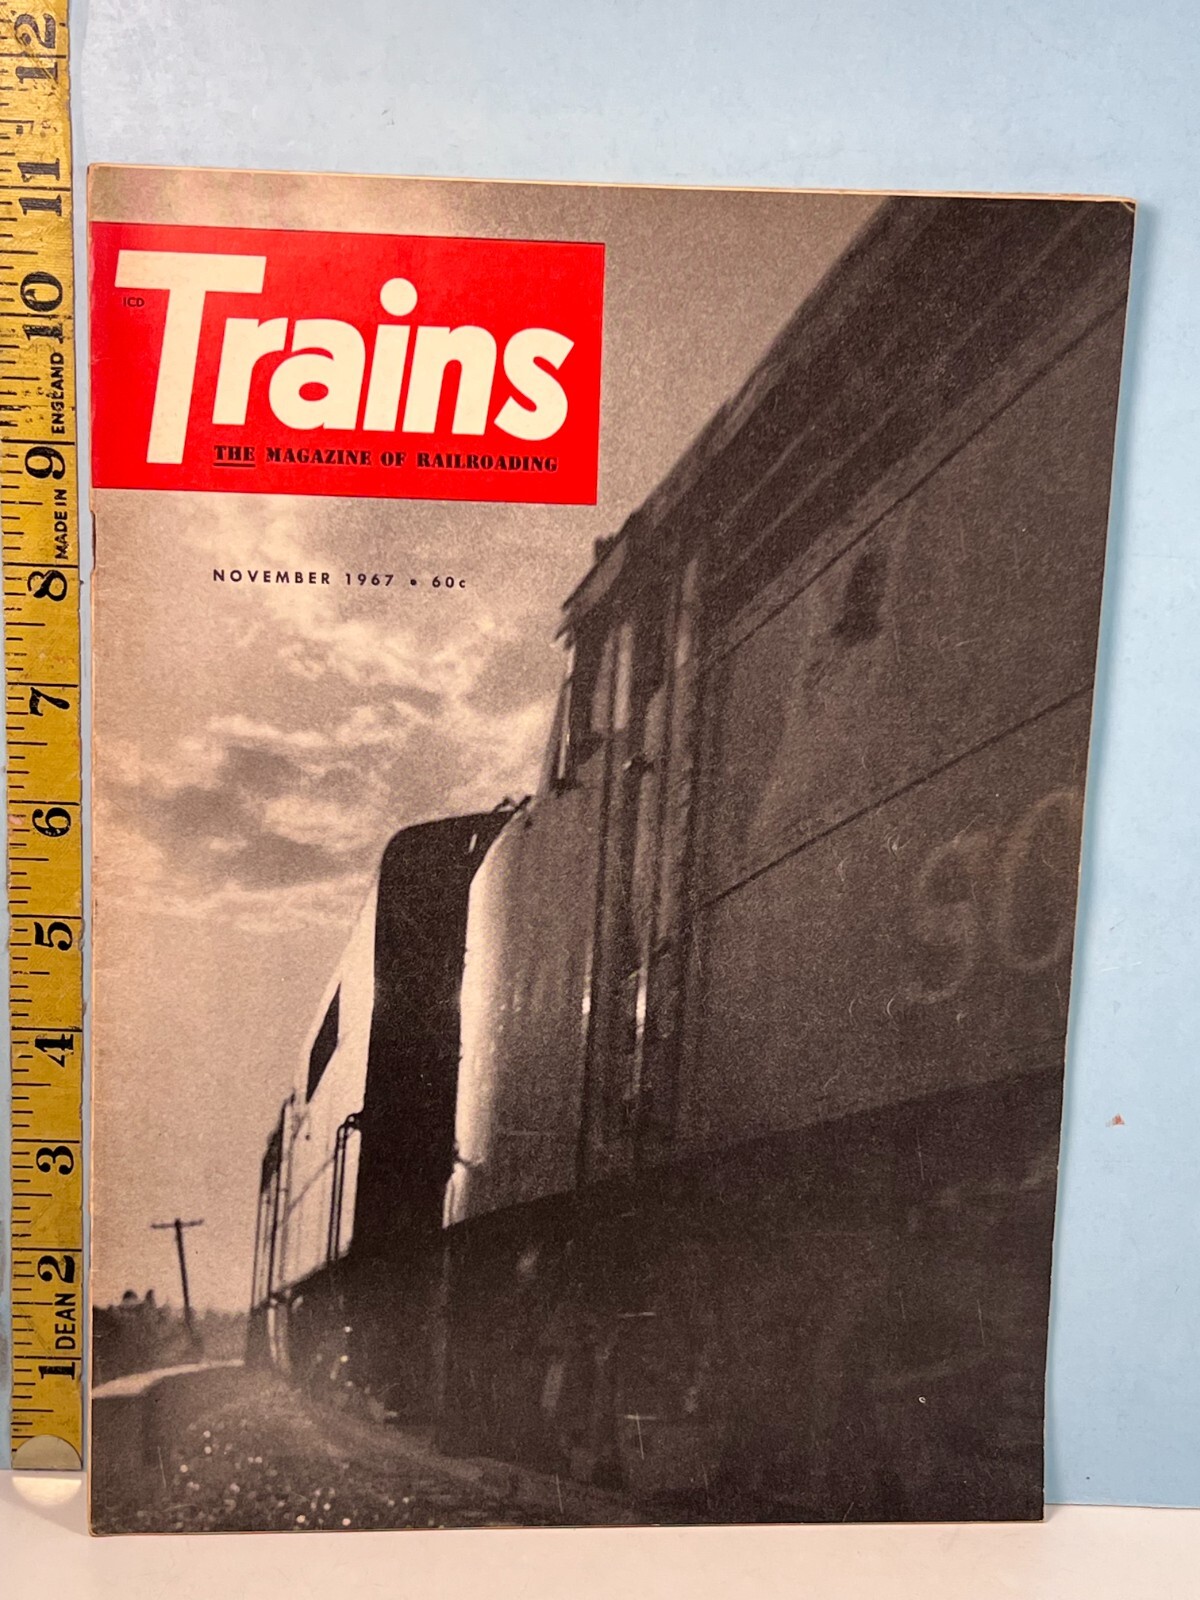 ICD
Trains
THE MAGAZINE OF RAILROADING
NOVEMBER 1967 • 60c
12
11
10
MADE IN ENGLAND
9
8
7
6
5
4
3
2
DEAN
1